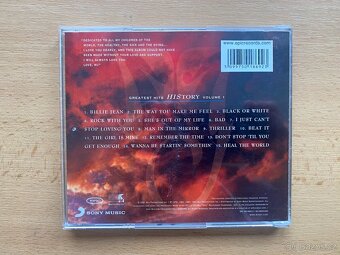 "DEDICATED TO ALL MY CHILDREN OF THE
WORLD, THE HEALTHY, THE SICK AND THE DYING.
I LOVE YOU DEARLY, AND THIS ALBUM COULD NOT HAVE
BEEN MADE WITHOUT YOUR LOVE AND SUPPORT.
I WILL ALWAYS LOVE YOU.
LOVE, MJ"
www.epicrecords.com
GREATEST HITS HISTORY VOLUME I
1. BILLIE JEAN 2. THE WAY YOU MAKE ME FEEL 3. BLACK OR WHITE
4. ROCK WITH YOU 5. SHE'S OUT OF MY LIFE 6. BAD 7. I JUST CAN'T
STOP LOVING YOU 8. MAN IN THE MIRROR 9. THRILLER 10. BEAT IT
11. THE GIRL IS MINE 12. REMEMBER THE TIME 13. DON'T STOP 'TIL YOU
GET ENOUGH 14. WANNA BE STARTIN' SOMETHIN' 15. HEAL THE WORLD
SONY MUSIC
epic